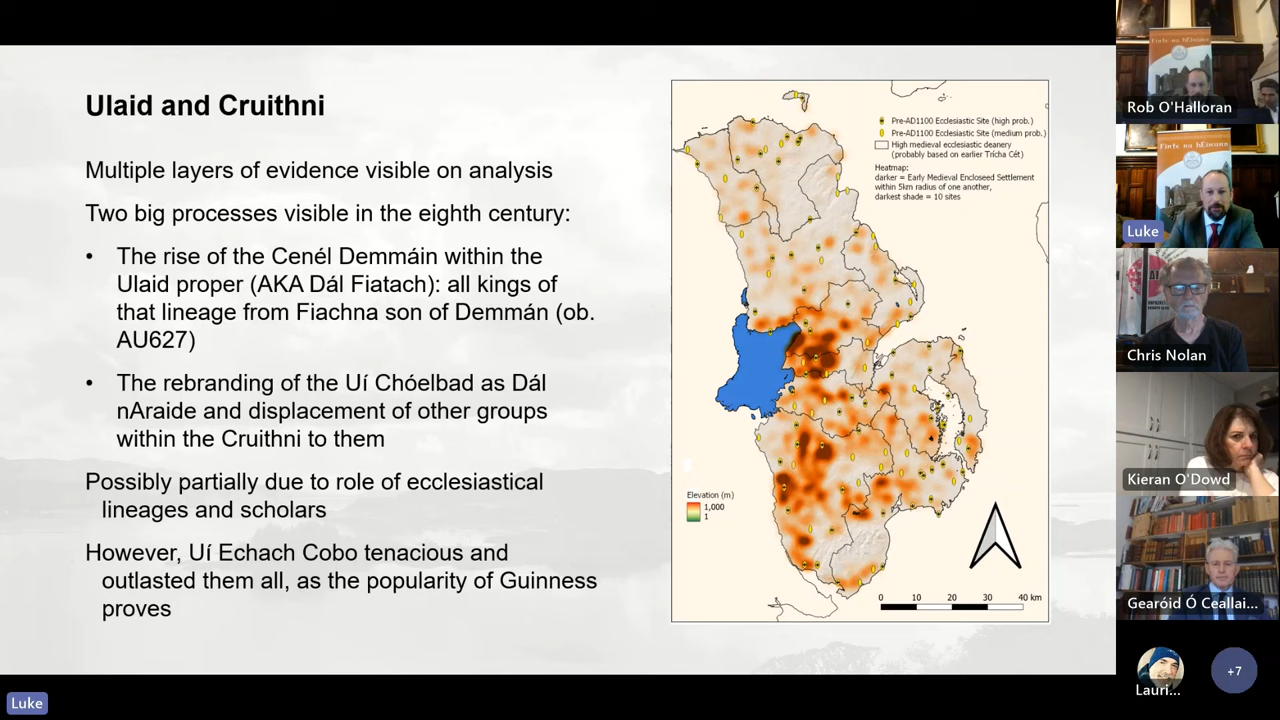 Ulaid and Cruithni
Multiple layers of evidence visible on analysis
Two big processes visible in the eighth century:
• The rise of the Cenél Demmáin within the
Ulaid proper (AKA Dál Fiatach): all kings of
that lineage from Fiachna son of Demmán (ob.
AU627)
• The rebranding of the Uí Chóelbad as Dál
nAraide and displacement of other groups
within the Cruithni to them
Possibly partially due to role of ecclesiastical
lineages and scholars
However, Uí Echach Cobo tenacious and
outlasted them all, as the popularity of Guinness
proves
Pre-AD1100 Ecclesiastic Site (high prob.)
Pre-AD1100 Ecclesiastic Site (medium prob.)
High medieval ecclesiastic deanery
(probably based on earlier Trícha Cét)
Heatmap:
darker = Early Medieval Encloseed Settlement
within 5km radius of one another,
darkest shade = 10 sites
Elevation (m)
1,000
1
0 10 20 30 40 km
Rob O'Halloran
Luke
Chris Nolan
Kieran O'Dowd
Gearóid Ó Ceallai...
Lauri...
+7
Luke